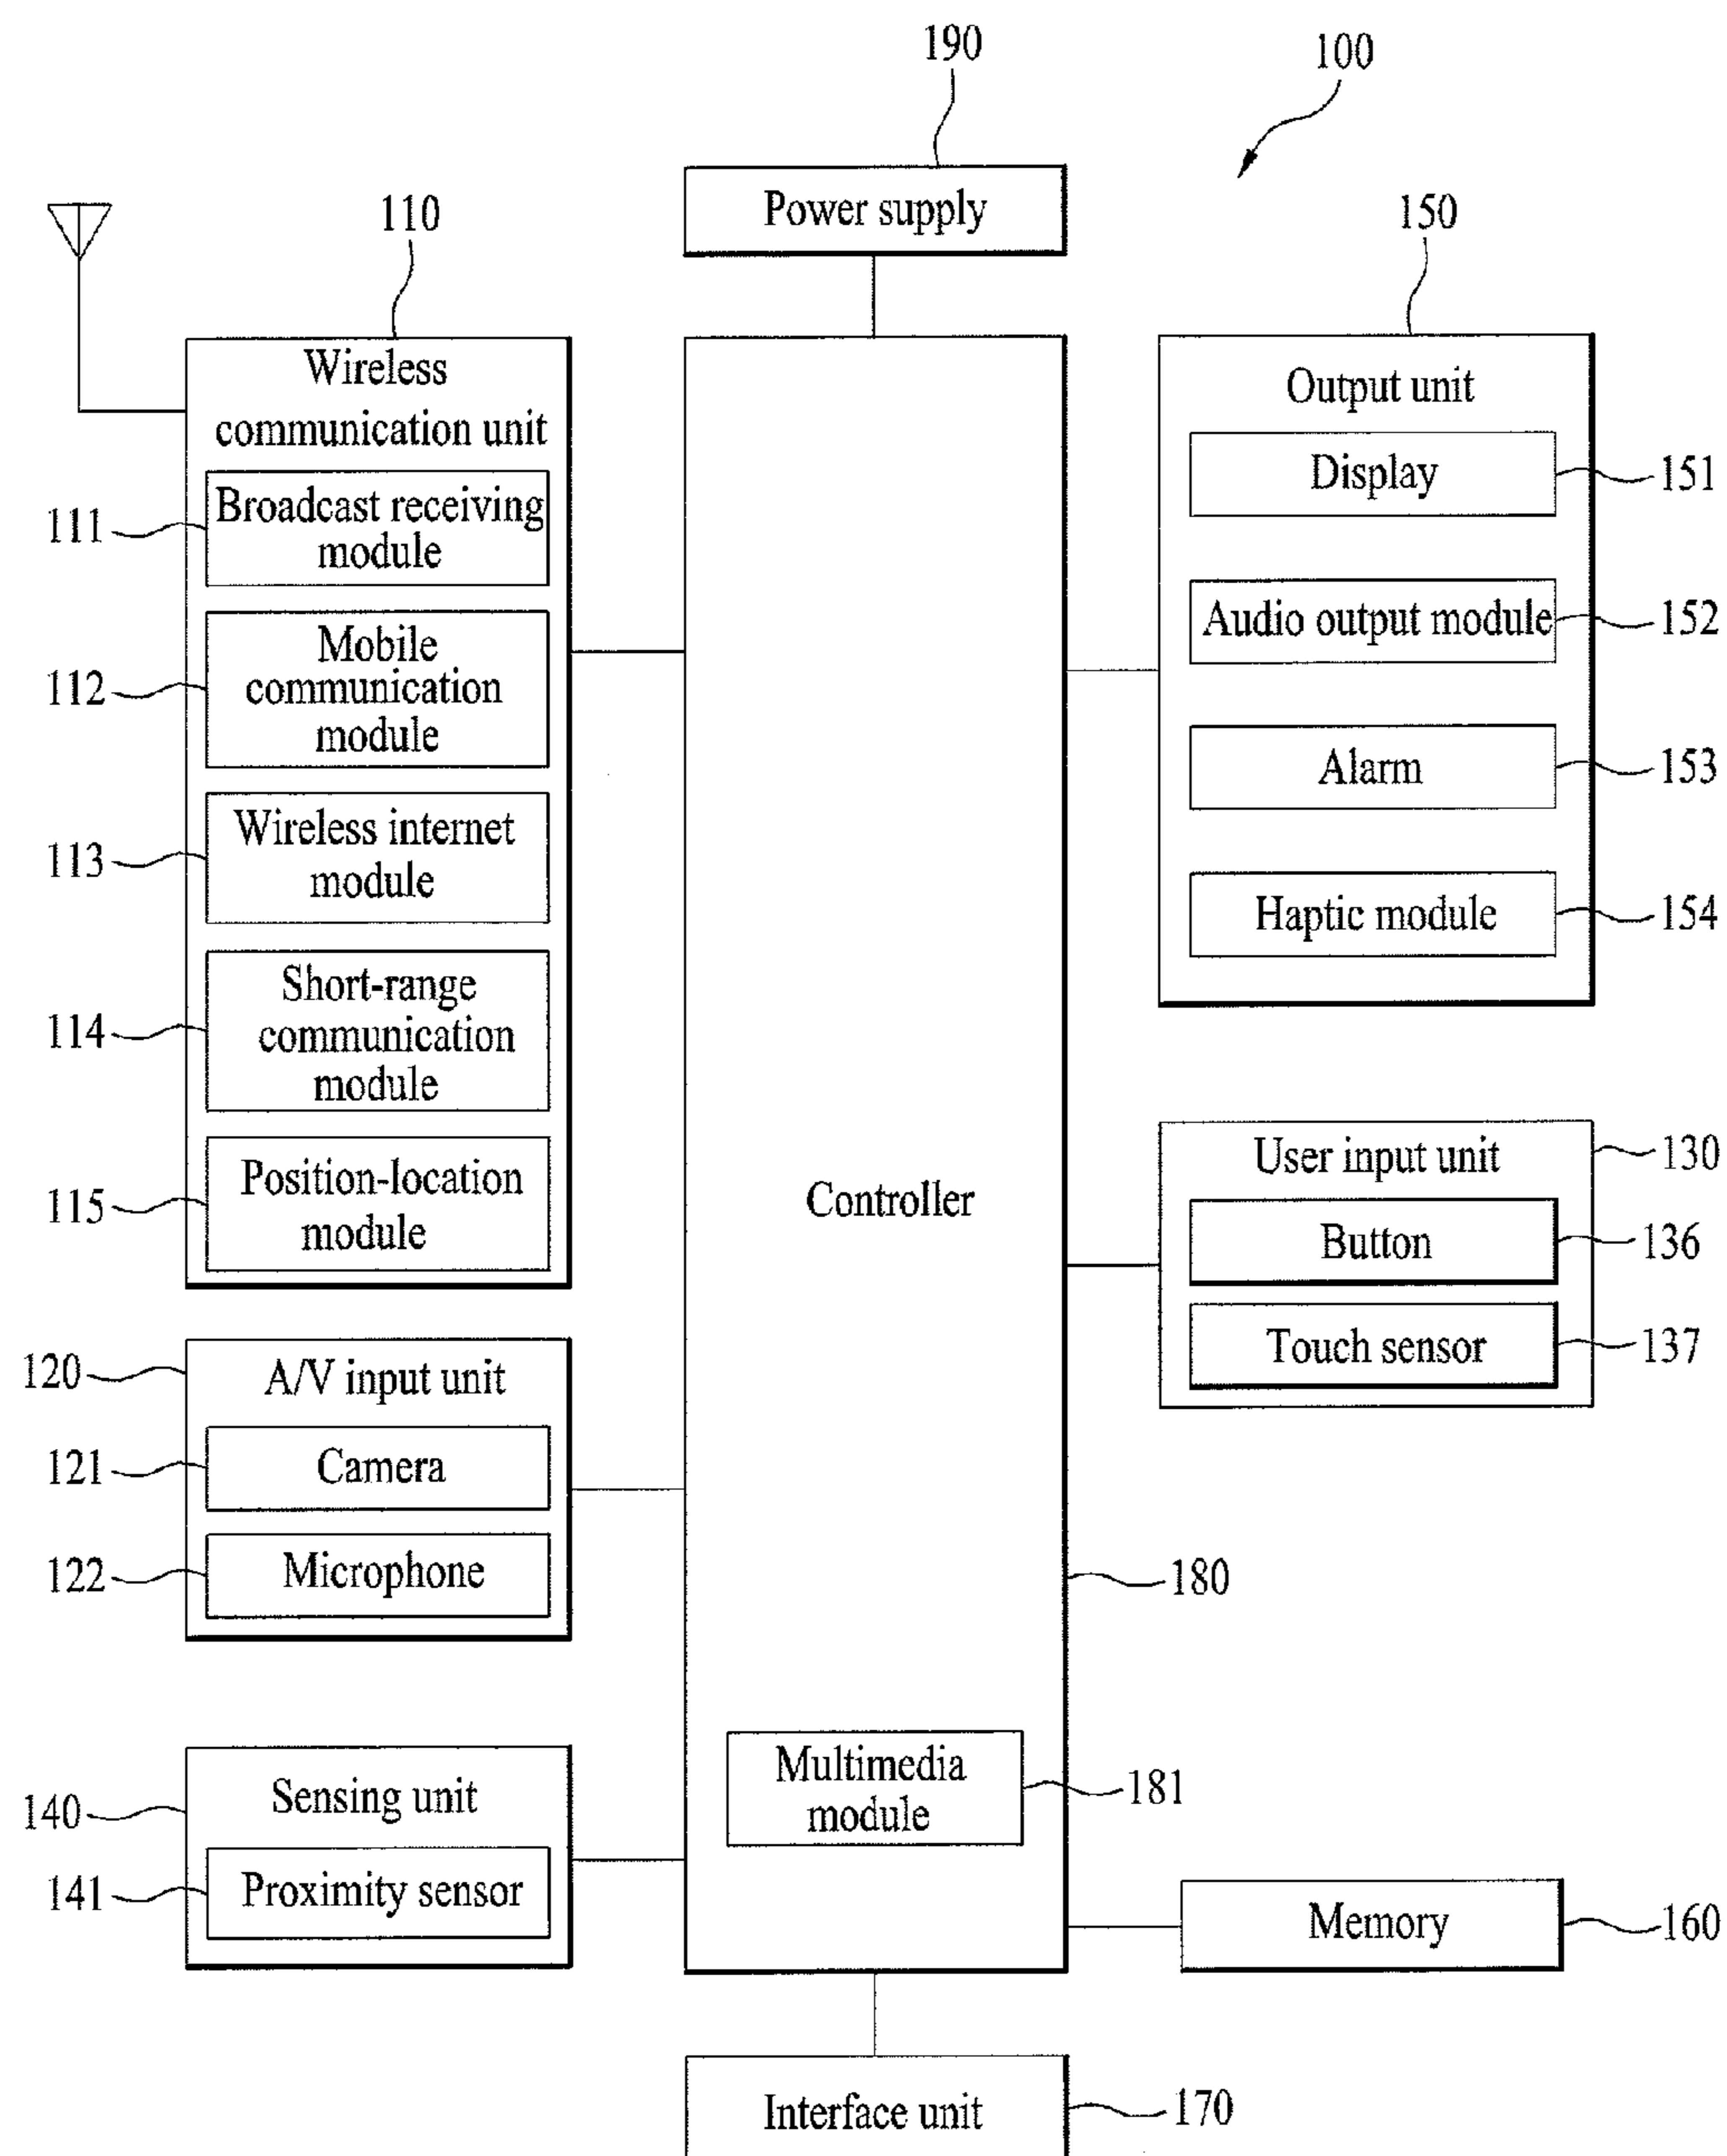 190
100
Power supply
110
150
Wireless
communication unit
Output unit
Broadcast receiving
module
111
Display
151
Mobile
communication
module
112
Audio output module
152
Wireless internet
module
113
Alarm
153
Short-range
communication
module
114
Haptic module
154
Position-location
module
115
Controller
User input unit
130
Button
136
Touch sensor
137
120
A/V input unit
121
Camera
122
Microphone
180
Multimedia
module
181
140
Sensing unit
141
Proximity sensor
Memory
160
Interface unit
170